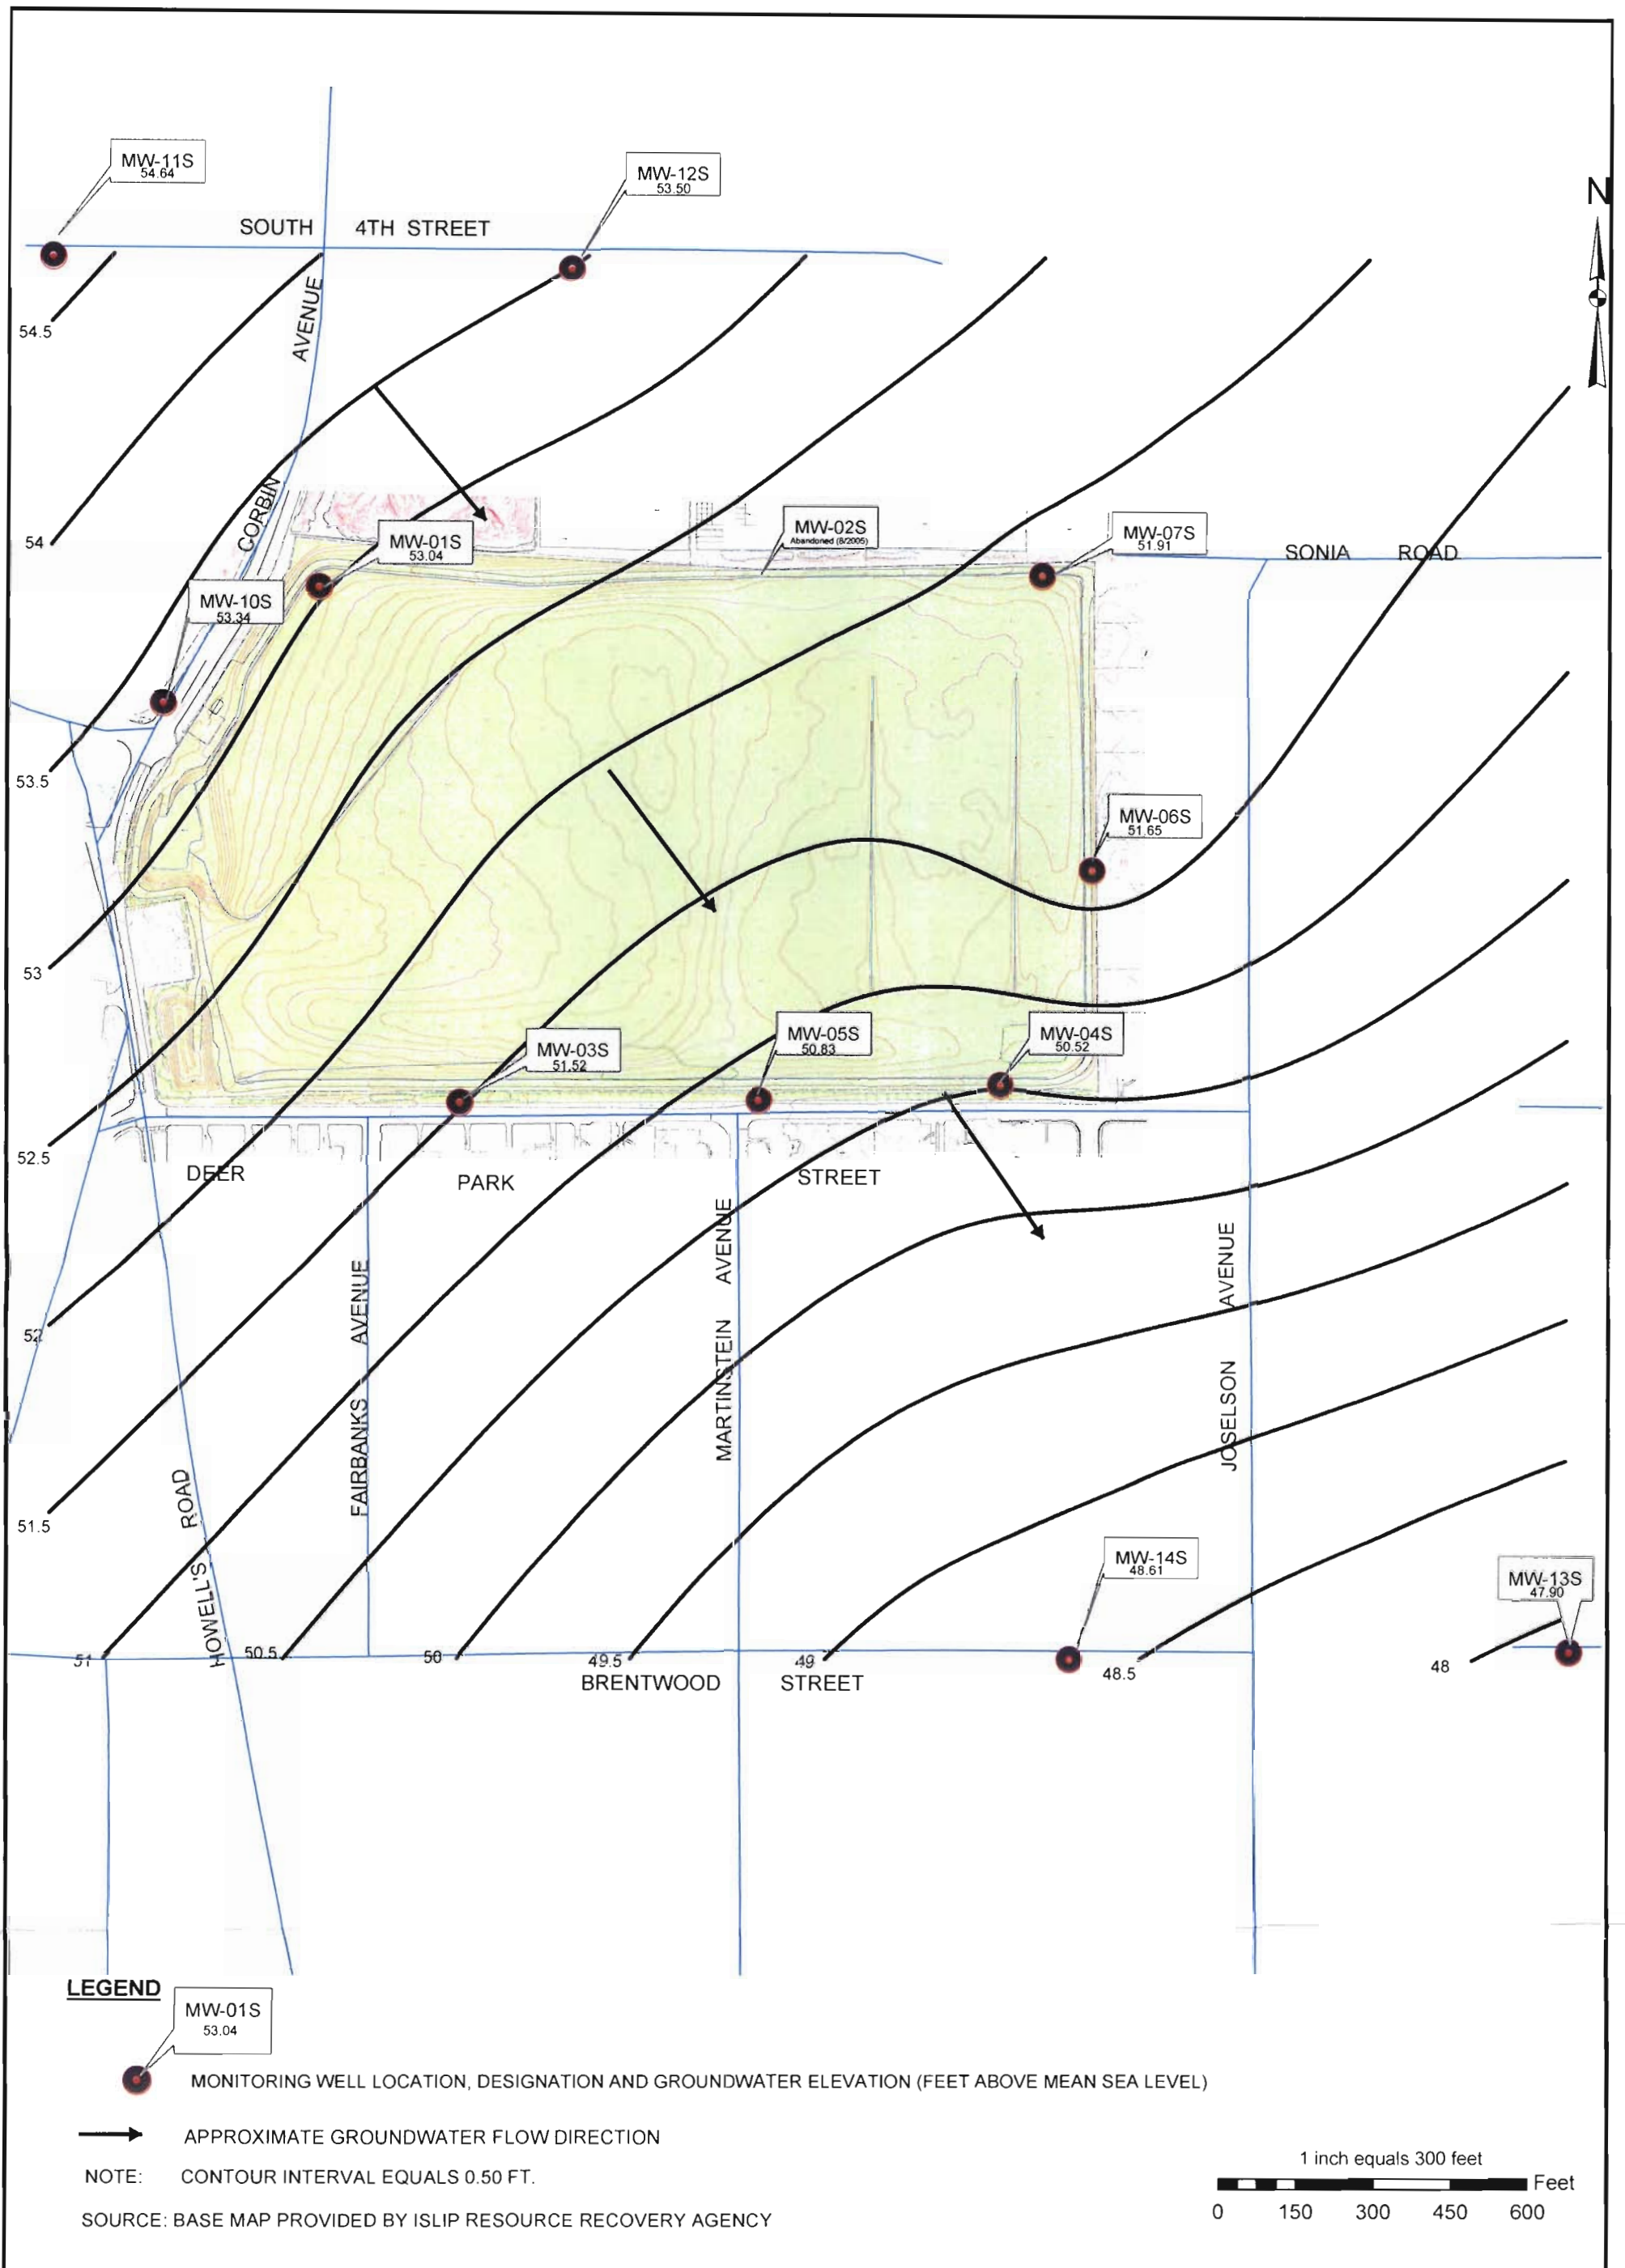 MW-11S
54.64
MW-12S
53.50
N
SOUTH 4TH STREET
CORBIN AVENUE
54.5
54
MW-02S
Abandoned (8/2005)
MW-07S
51.91
MW-01S
53.04
SONIA ROAD
MW-10S
53.34
53.5
MW-06S
51.65
53
MW-03S
51.52
MW-05S
50.83
MW-04S
50.52
52.5
DEER PARK STREET
52
FAIRBANKS AVENUE
MARTINSTEIN AVENUE
JOSELSON AVENUE
HOWELL'S ROAD
51.5
MW-14S
48.61
MW-13S
47.90
51
50.5
50
49.5
49
48.5
48
BRENTWOOD STREET
LEGEND
MW-01S
53.04
MONITORING WELL LOCATION, DESIGNATION AND GROUNDWATER ELEVATION (FEET ABOVE MEAN SEA LEVEL)
APPROXIMATE GROUNDWATER FLOW DIRECTION
NOTE: CONTOUR INTERVAL EQUALS 0.50 FT.
SOURCE: BASE MAP PROVIDED BY ISLIP RESOURCE RECOVERY AGENCY
1 inch equals 300 feet
Feet
0 150 300 450 600